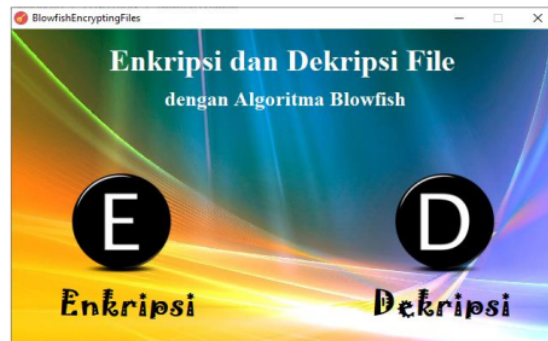 BlowfishEncryptingFiles
Enkripsi dan Dekripsi File
dengan Algoritma Blowfish
E D
Enkripsi Dekripsi